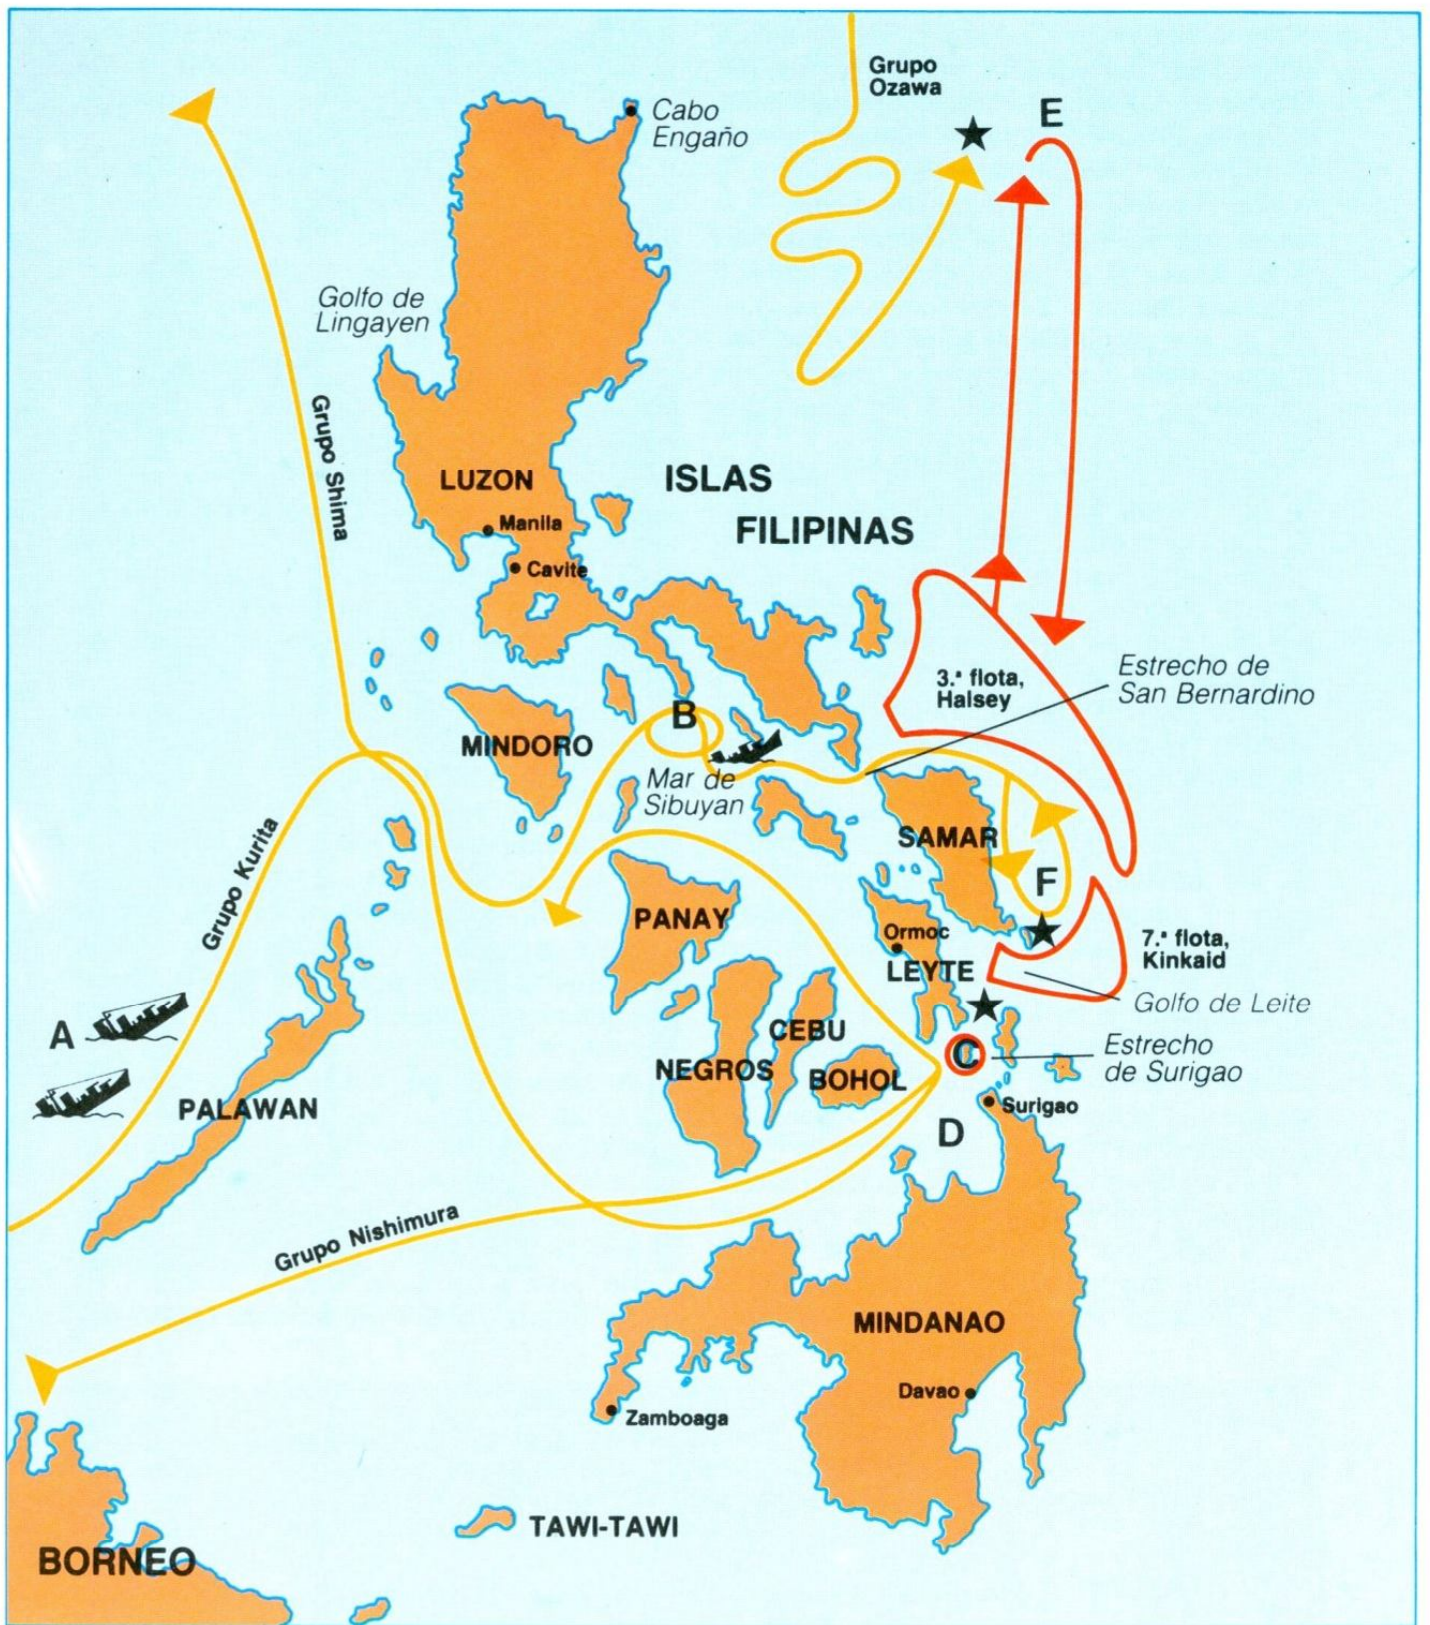 Grupo
Ozawa
E
Cabo
Engaño
Golfo de
Lingayen
Grupo Shima
LUZON
Manila
Cavite
ISLAS
FILIPINAS
3.ª flota,
Halsey
Estrecho de
San Bernardino
B
MINDORO
Mar de
Sibuyan
Grupo Kurita
SAMAR
F
PANAY
Ormoc
LEYTE
7.ª flota,
Kinkaid
Golfo de Leite
A
CEBU
NEGROS
BOHOL
C
Estrecho
de Surigao
PALAWAN
Surigao
D
Grupo Nishimura
MINDANAO
Davao
Zamboaga
TAWI-TAWI
BORNEO